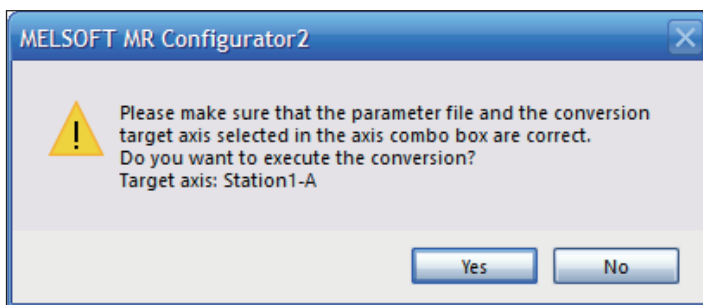 MELSOFT MR Configurator2
Please make sure that the parameter file and the conversion
target axis selected in the axis combo box are correct.
Do you want to execute the conversion?
Target axis: Station1-A
Yes
No